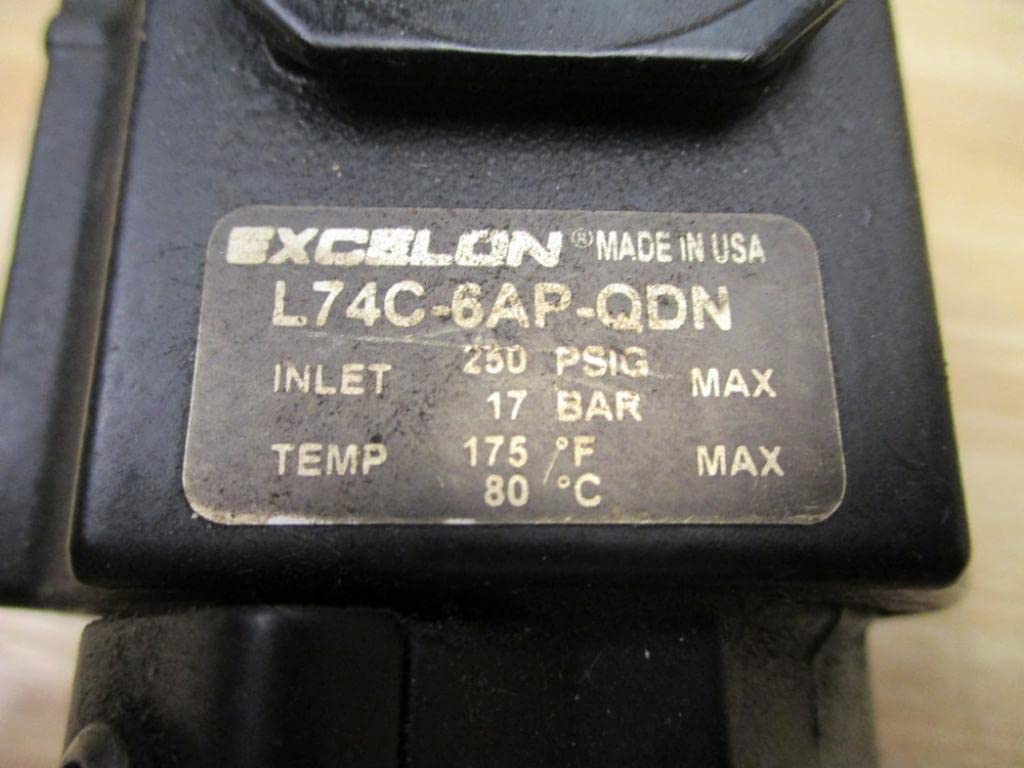 EXCELON® MADE IN USA
L74C-6AP-QDN
INLET 250 PSIG MAX
17 BAR
TEMP 175 °F MAX
80 °C